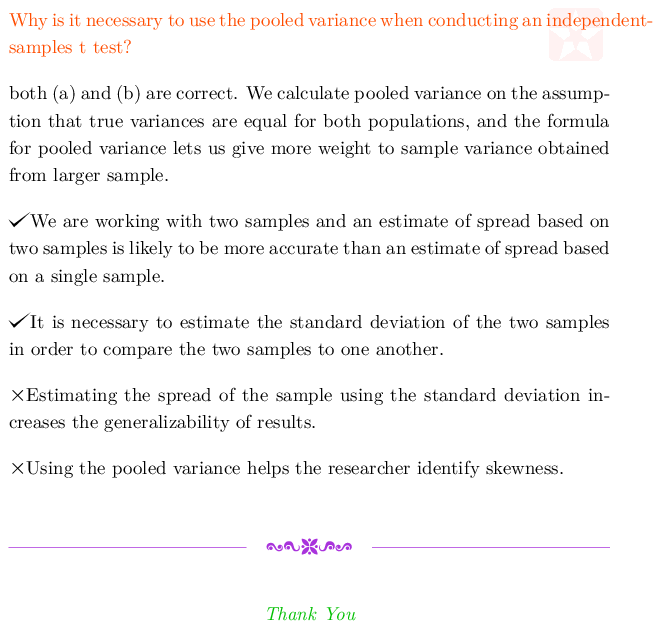 Why is it necessary to use the pooled variance when conducting an independent-
samples t test?
both (a) and (b) are correct. We calculate pooled variance on the assump-
tion that true variances are equal for both populations, and the formula
for pooled variance lets us give more weight to sample variance obtained
from larger sample.
✓We are working with two samples and an estimate of spread based on
two samples is likely to be more accurate than an estimate of spread based
on a single sample.
✓It is necessary to estimate the standard deviation of the two samples
in order to compare the two samples to one another.
×Estimating the spread of the sample using the standard deviation in-
creases the generalizability of results.
×Using the pooled variance helps the researcher identify skewness.
Thank You